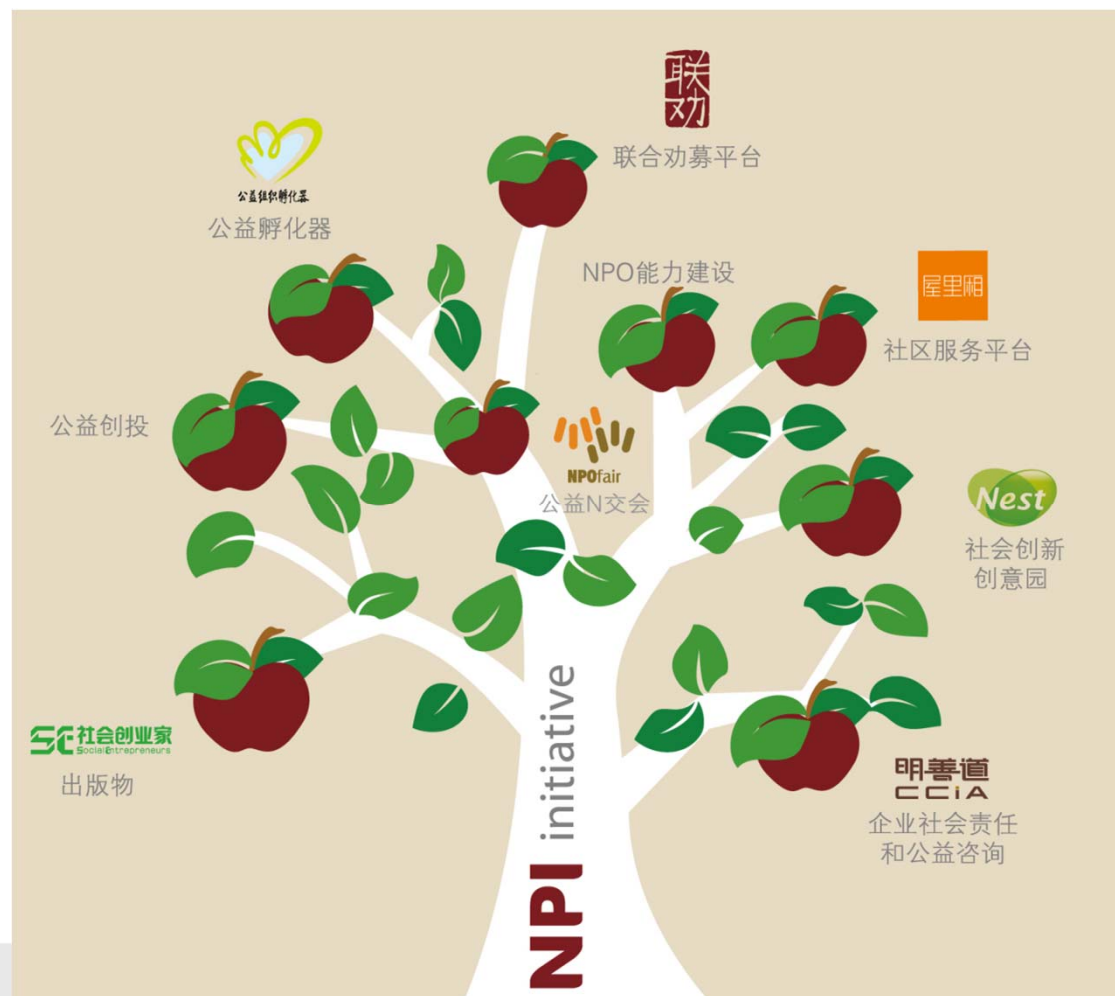 联劝
联合劝募平台
公益组织孵化器
公益孵化器
NPO能力建设
屋里厢
社区服务平台
公益创投
NPOfair
公益N交会
Nest
社会创新
创意园
SE 社会创业家
Social Entrepreneurs
出版物
明善道
CCiA
企业社会责任
和公益咨询
NPI initiative